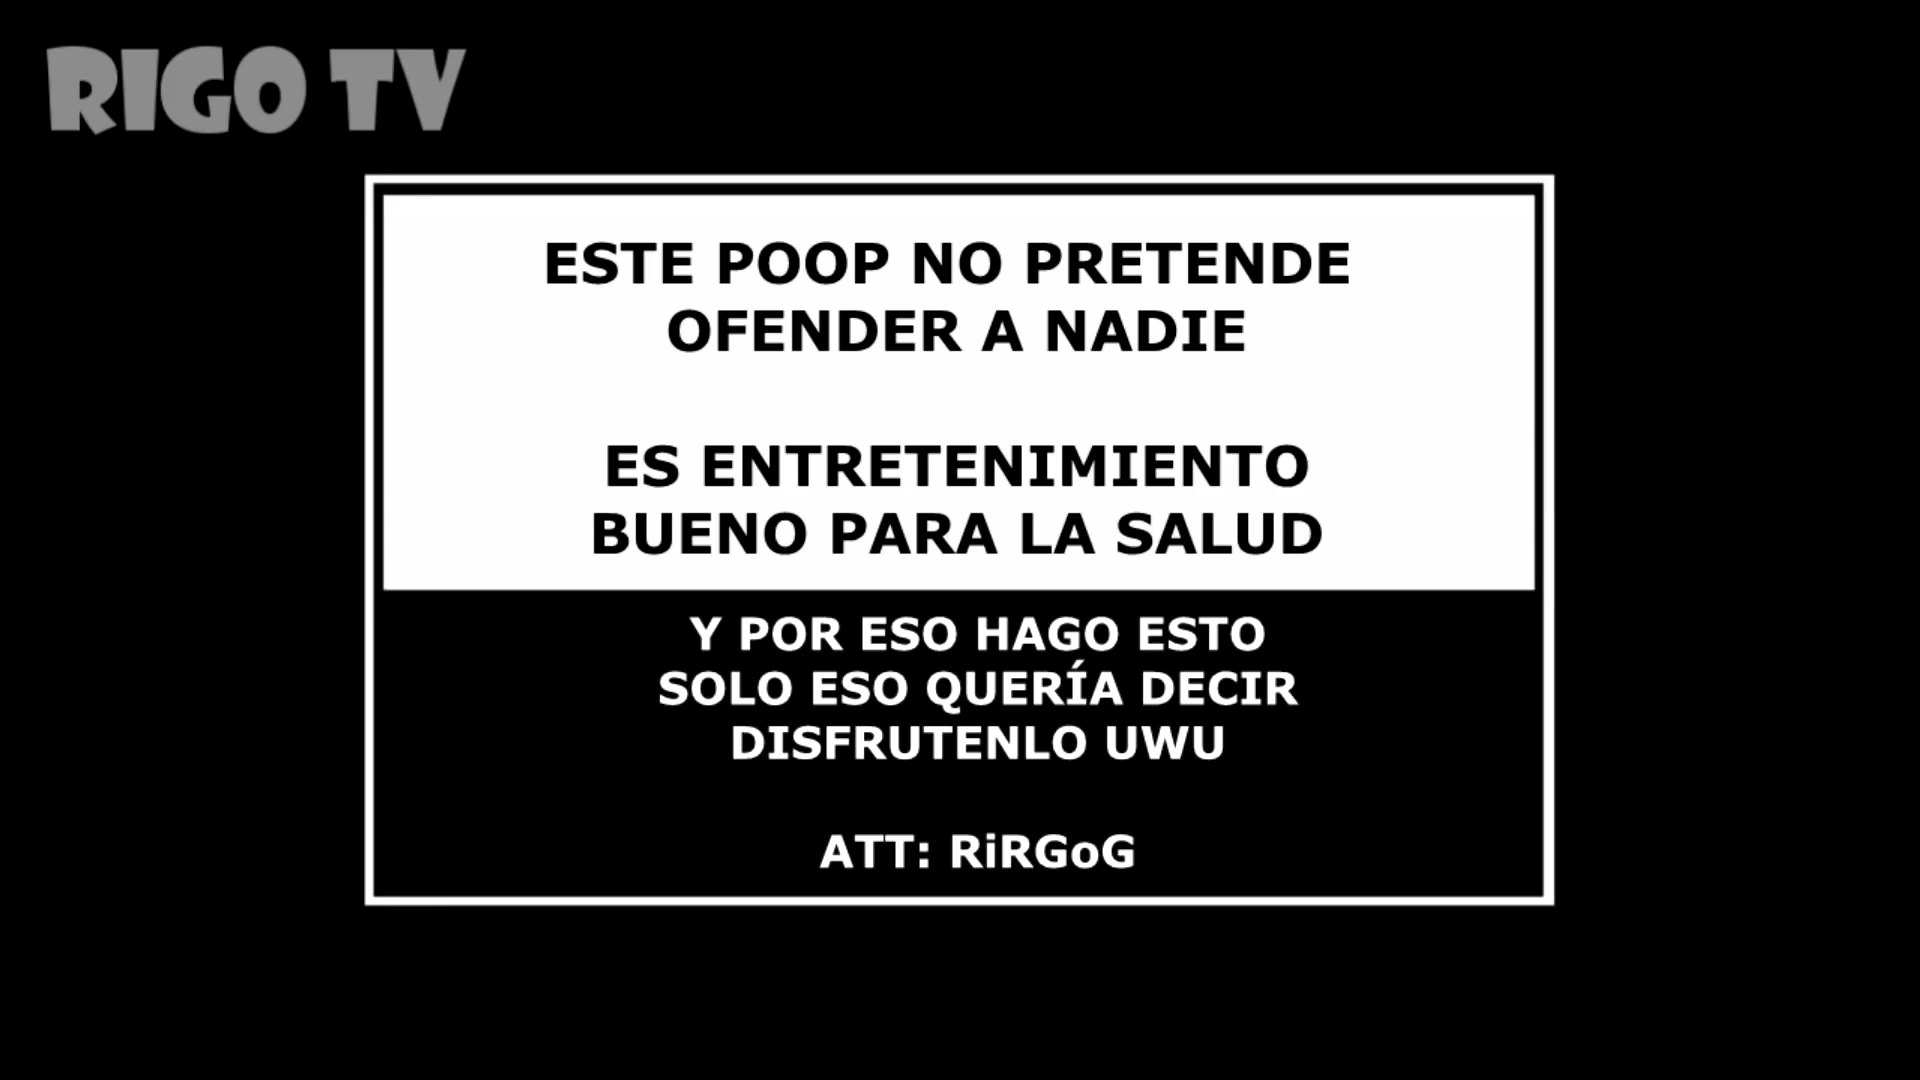 RIGO TV
ESTE POOP NO PRETENDE
OFENDER A NADIE
ES ENTRETENIMIENTO
BUENO PARA LA SALUD
Y POR ESO HAGO ESTO
SOLO ESO QUERÍA DECIR
DISFRUTENLO UWU
ATT: RiRGoG